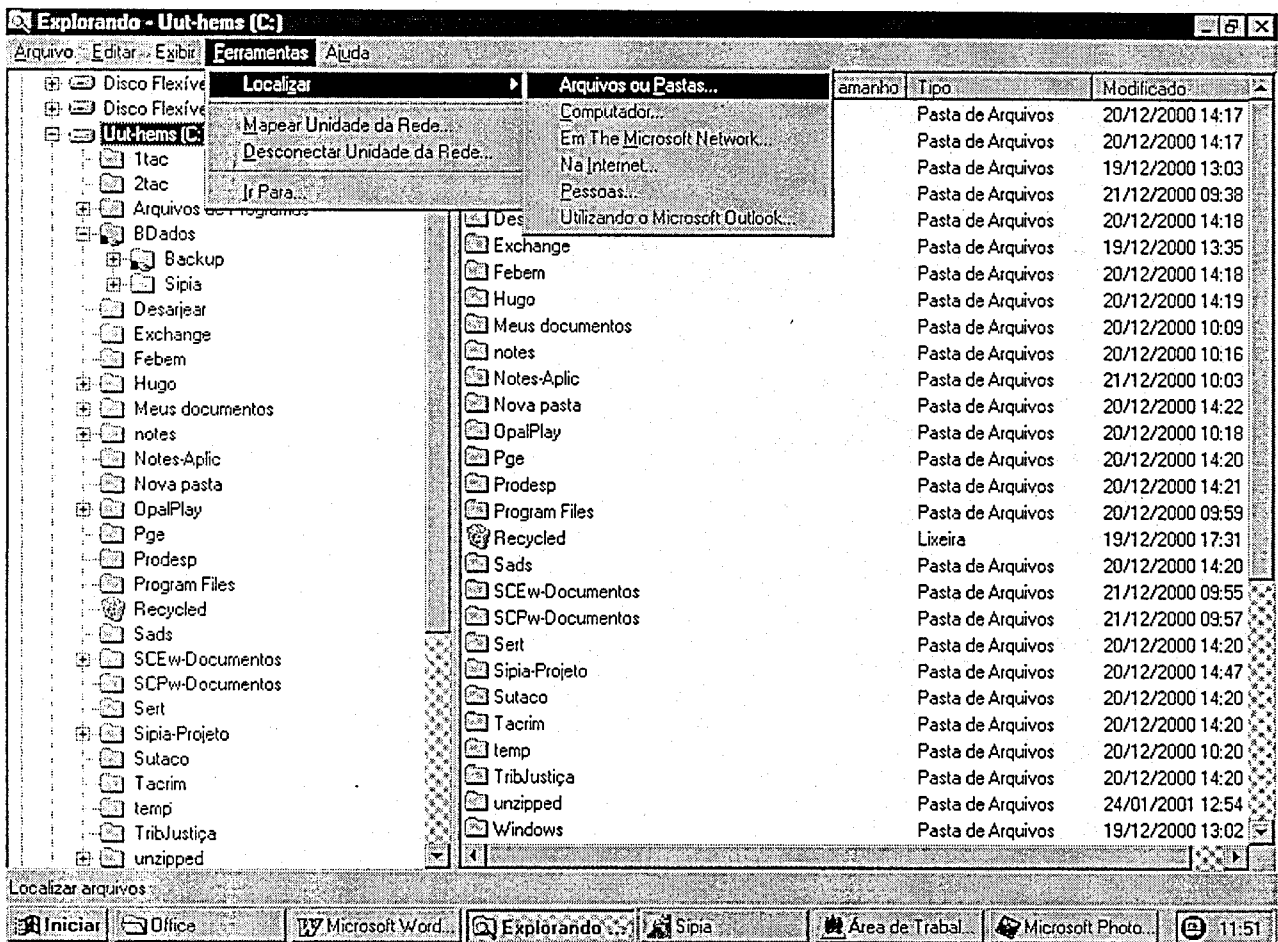 Explorando - Uut-hems (C:)
Arquivo Editar Exibir Ferramentas Ajuda
Disco Flexíve
Disco Flexíve
Uut-hems (C:
1tac
2tac
Arquivos de Programas
BDados
Backup
Sipia
Desarjear
Exchange
Febem
Hugo
Meus documentos
notes
Notes-Aplic
Nova pasta
OpalPlay
Pge
Prodesp
Program Files
Recycled
Sads
SCEw-Documentos
SCPw-Documentos
Sert
Sipia-Projeto
Sutaco
Tacrim
temp
TribJustiça
unzipped
Localizar
Mapear Unidade da Rede...
Desconectar Unidade da Rede...
Ir Para...
Arquivos ou Pastas...
Computador...
Em The Microsoft Network...
Na Internet...
Pessoas...
Utilizando o Microsoft Outlook...
amanho Tipo Modificado
Pasta de Arquivos 20/12/2000 14:17
Pasta de Arquivos 20/12/2000 14:17
Pasta de Arquivos 19/12/2000 13:03
Pasta de Arquivos 21/12/2000 09:38
Des Pasta de Arquivos 20/12/2000 14:18
Exchange Pasta de Arquivos 19/12/2000 13:35
Febem Pasta de Arquivos 20/12/2000 14:18
Hugo Pasta de Arquivos 20/12/2000 14:19
Meus documentos Pasta de Arquivos 20/12/2000 10:09
notes Pasta de Arquivos 20/12/2000 10:16
Notes-Aplic Pasta de Arquivos 21/12/2000 10:03
Nova pasta Pasta de Arquivos 20/12/2000 14:22
OpalPlay Pasta de Arquivos 20/12/2000 10:18
Pge Pasta de Arquivos 20/12/2000 14:20
Prodesp Pasta de Arquivos 20/12/2000 14:21
Program Files Pasta de Arquivos 20/12/2000 09:59
Recycled Lixeira 19/12/2000 17:31
Sads Pasta de Arquivos 20/12/2000 14:20
SCEw-Documentos Pasta de Arquivos 21/12/2000 09:55
SCPw-Documentos Pasta de Arquivos 21/12/2000 09:57
Sert Pasta de Arquivos 20/12/2000 14:20
Sipia-Projeto Pasta de Arquivos 20/12/2000 14:47
Sutaco Pasta de Arquivos 20/12/2000 14:20
Tacrim Pasta de Arquivos 20/12/2000 14:20
temp Pasta de Arquivos 20/12/2000 10:20
TribJustiça Pasta de Arquivos 20/12/2000 14:20
unzipped Pasta de Arquivos 24/01/2001 12:54
Windows Pasta de Arquivos 19/12/2000 13:02
Localizar arquivos
Iniciar Office Microsoft Word... Explorando ... Sipia Área de Trabal... Microsoft Photo... 11:51